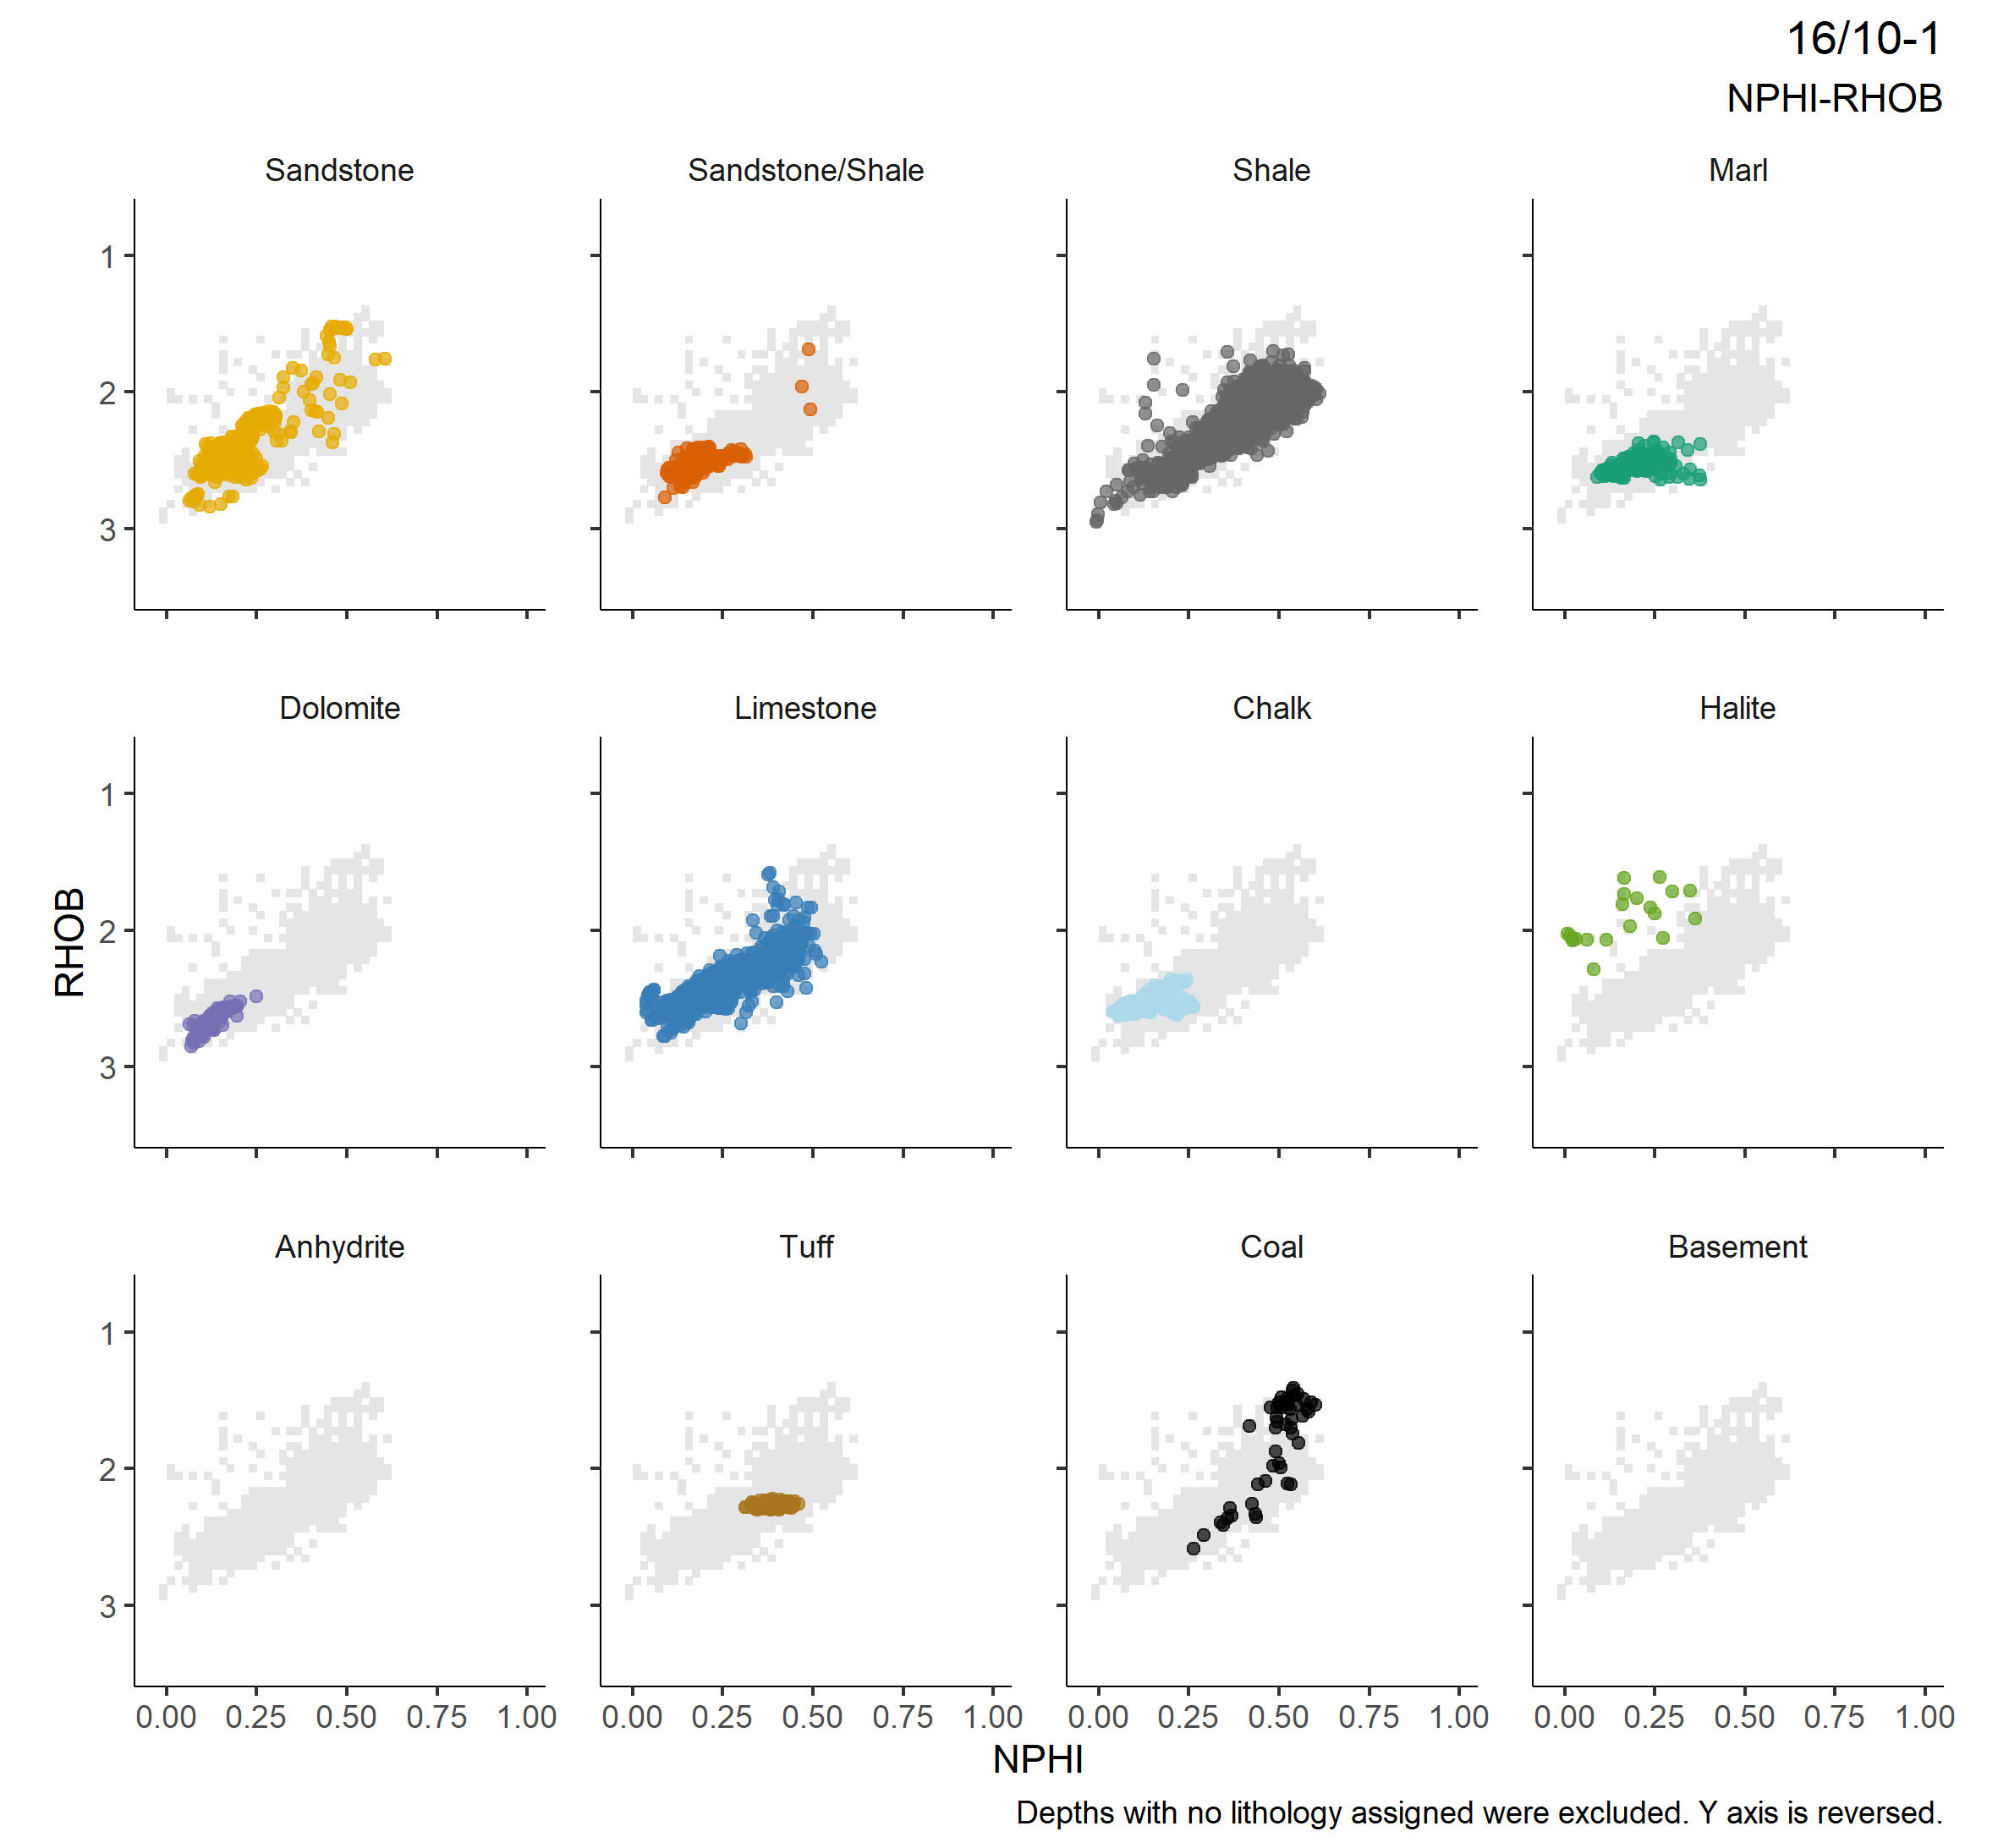 16/10-1
NPHI-RHOB
Sandstone
Sandstone/Shale
Shale
Marl
1
2
3
Dolomite
Limestone
Chalk
Halite
1
2
3
RHOB
Anhydrite
Tuff
Coal
Basement
1
2
3
0.00 0.25 0.50 0.75 1.00
0.00 0.25 0.50 0.75 1.00
0.00 0.25 0.50 0.75 1.00
0.00 0.25 0.50 0.75 1.00
NPHI
Depths with no lithology assigned were excluded. Y axis is reversed.